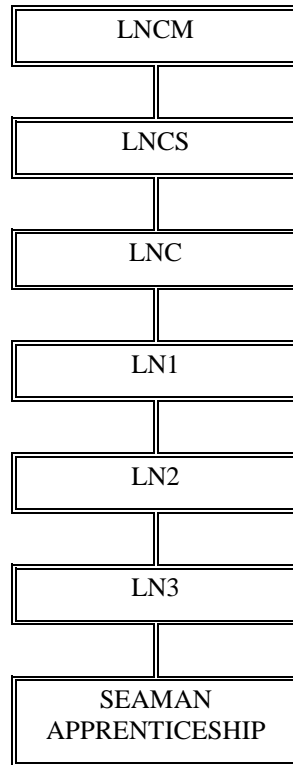 LNCM
LNCS
LNC
LN1
LN2
LN3
SEAMAN
APPRENTICESHIP